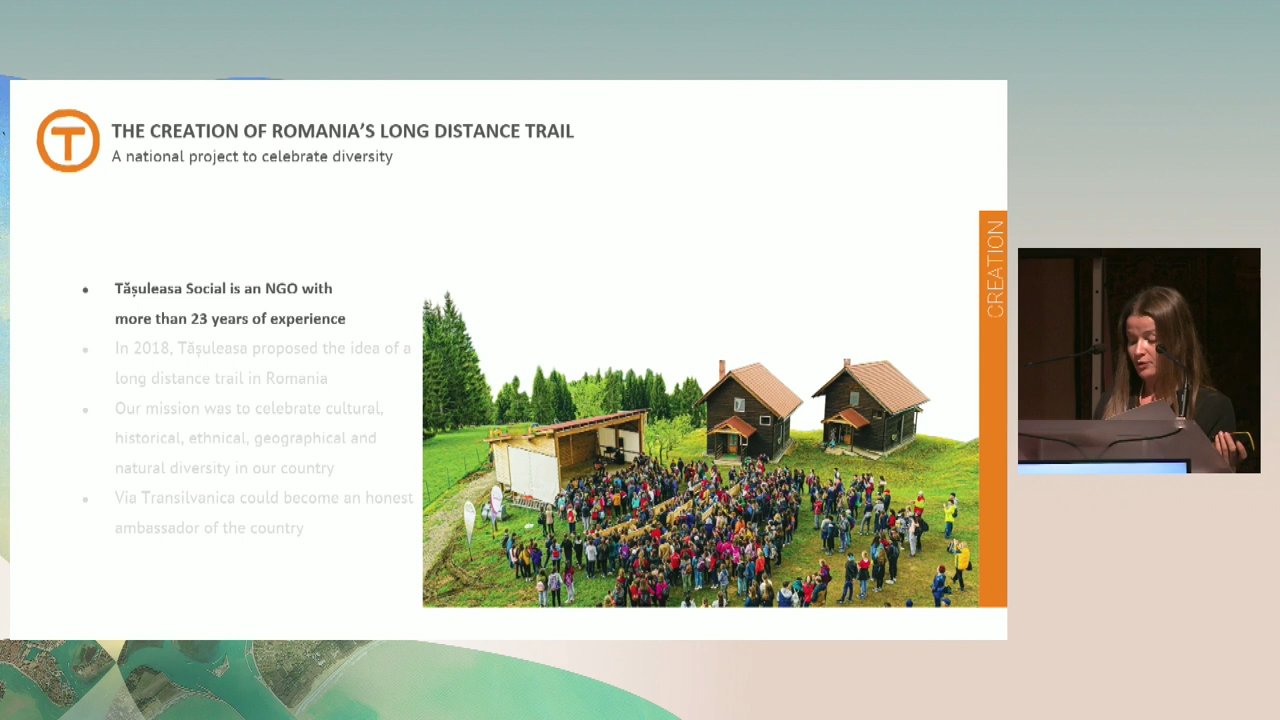 T
THE CREATION OF ROMANIA'S LONG DISTANCE TRAIL
A national project to celebrate diversity
CREATION
• Tășuleasa Social is an NGO with
more than 23 years of experience
• In 2018, Tășuleasa proposed the idea of a
long distance trail in Romania
• Our mission was to celebrate cultural,
historical, ethnical, geographical and
natural diversity in our country
• Via Transilvanica could become an honest
ambassador of the country